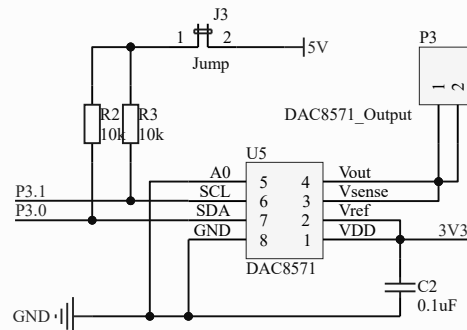 J3
1 2
5V
Jump
P3
R2
10k
R3
10k
1
2
DAC8571_Output
U5
A0 5 4 Vout
P3.1 SCL 6 3 Vsense
P3.0 SDA 7 2 Vref
GND 8 1 VDD 3V3
DAC8571
C2
0.1uF
GND